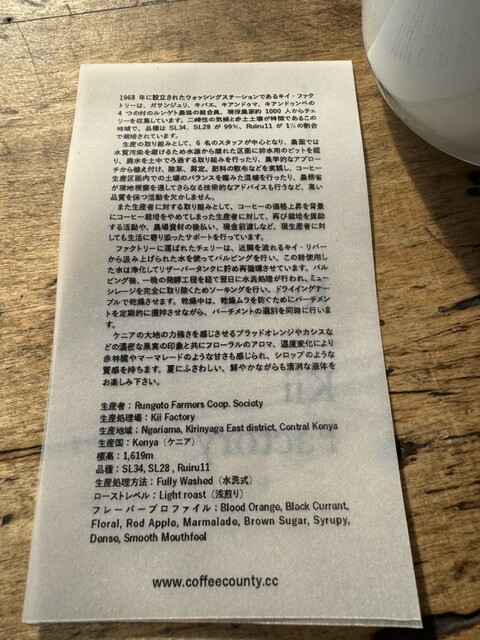 1968 年に設立されたウォッシングステーションであるキイ・ファク
トリーは、ガサンジュリ、キバエ、キアンドゥマ、キアンドゥンベの
4 つの村のルンゲト農協の組合員、現役農家約 1000 人からチェ
リーを収集しています。二峰性の気候と赤土土壌が特徴であるこの
地域で、品種は SL34、SL28 が 99%、Ruiru11 が 1%の割合
で栽培されています。
生産の取り組みとして、6 名のスタッフが中心となり、農園では
水質汚染を避けるため水源から離れた区画に排水用のピットを掘
り、廃水を土中でろ過する取り組みを行ったり、農学的なアプロー
チから植え付け、除草、剪定、肥料の散布などを実践し、コーヒー
生産区画内での土壌のバランスを鑑みた混植を行ったり、農務省
が現地視察を通してさらなる技術的なアドバイスも行うなど、高い
品質を保つ活動を欠かしません。
また生産者に対する取り組みとして、コーヒーの価格上昇を背景
にコーヒー栽培をやめてしまった生産者に対して、再び栽培を奨励
する活動や、農場資材の後払い、現金前渡しなど、現生産者に対
しても生活に寄り添ったサポートを行っています。
ファクトリーに運ばれたチェリーは、近隣を流れるキイ・リバー
から汲み上げられた水を使ってパルピングを行い、この時使用し
た水は浄化してリザーバータンクに貯め再循環させています。パル
ピング後、一晩の発酵工程を経て翌日に水洗処理が行われ、ミュー
シレージを完全に取り除くためソーキングを行い、ドライイングテー
ブルで乾燥させます。乾燥中は、乾燥ムラを防ぐためにパーチメント
を定期的に攪拌させながら、パーチメントの選別を同時に行いま
す。
ケニアの大地の力強さを感じさせるブラッドオレンジやカシスな
どの濃密な果実の印象と共にフローラルのアロマ、温度変化により
赤林檎やマーマレードのような甘さも感じられ、シロップのような
質感を持ちます。夏にふさわしい、鮮やかながらも清冽な液体を
お楽しみ下さい。
生産者：Rungeto Farmers Coop. Society
生産処理場：Kii Factory
生産地域：Ngariama, Kirinyaga East district, Central Kenya
生産国：Kenya（ケニア）
標高：1,619m
品種：SL34, SL28 , Ruiru11
生産処理方法：Fully Washed（水洗式）
ローストレベル：Light roast（浅煎り）
フレーバープロファイル：Blood Orange, Black Currant,
Floral, Red Apple, Marmalade, Brown Sugar, Syrupy,
Dense, Smooth Mouthfeel
www.coffeecounty.cc
Kii
Factory